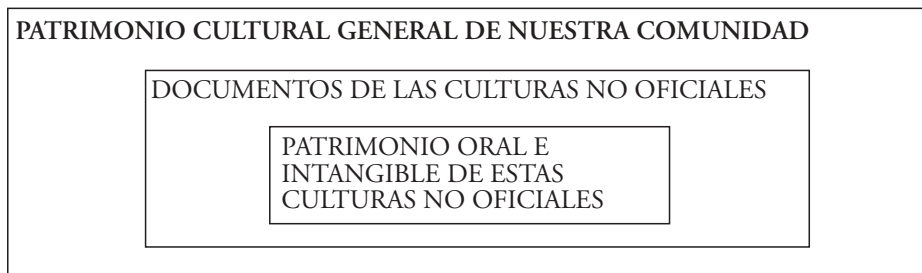 PATRIMONIO CULTURAL GENERAL DE NUESTRA COMUNIDAD
DOCUMENTOS DE LAS CULTURAS NO OFICIALES
PATRIMONIO ORAL E
INTANGIBLE DE ESTAS
CULTURAS NO OFICIALES